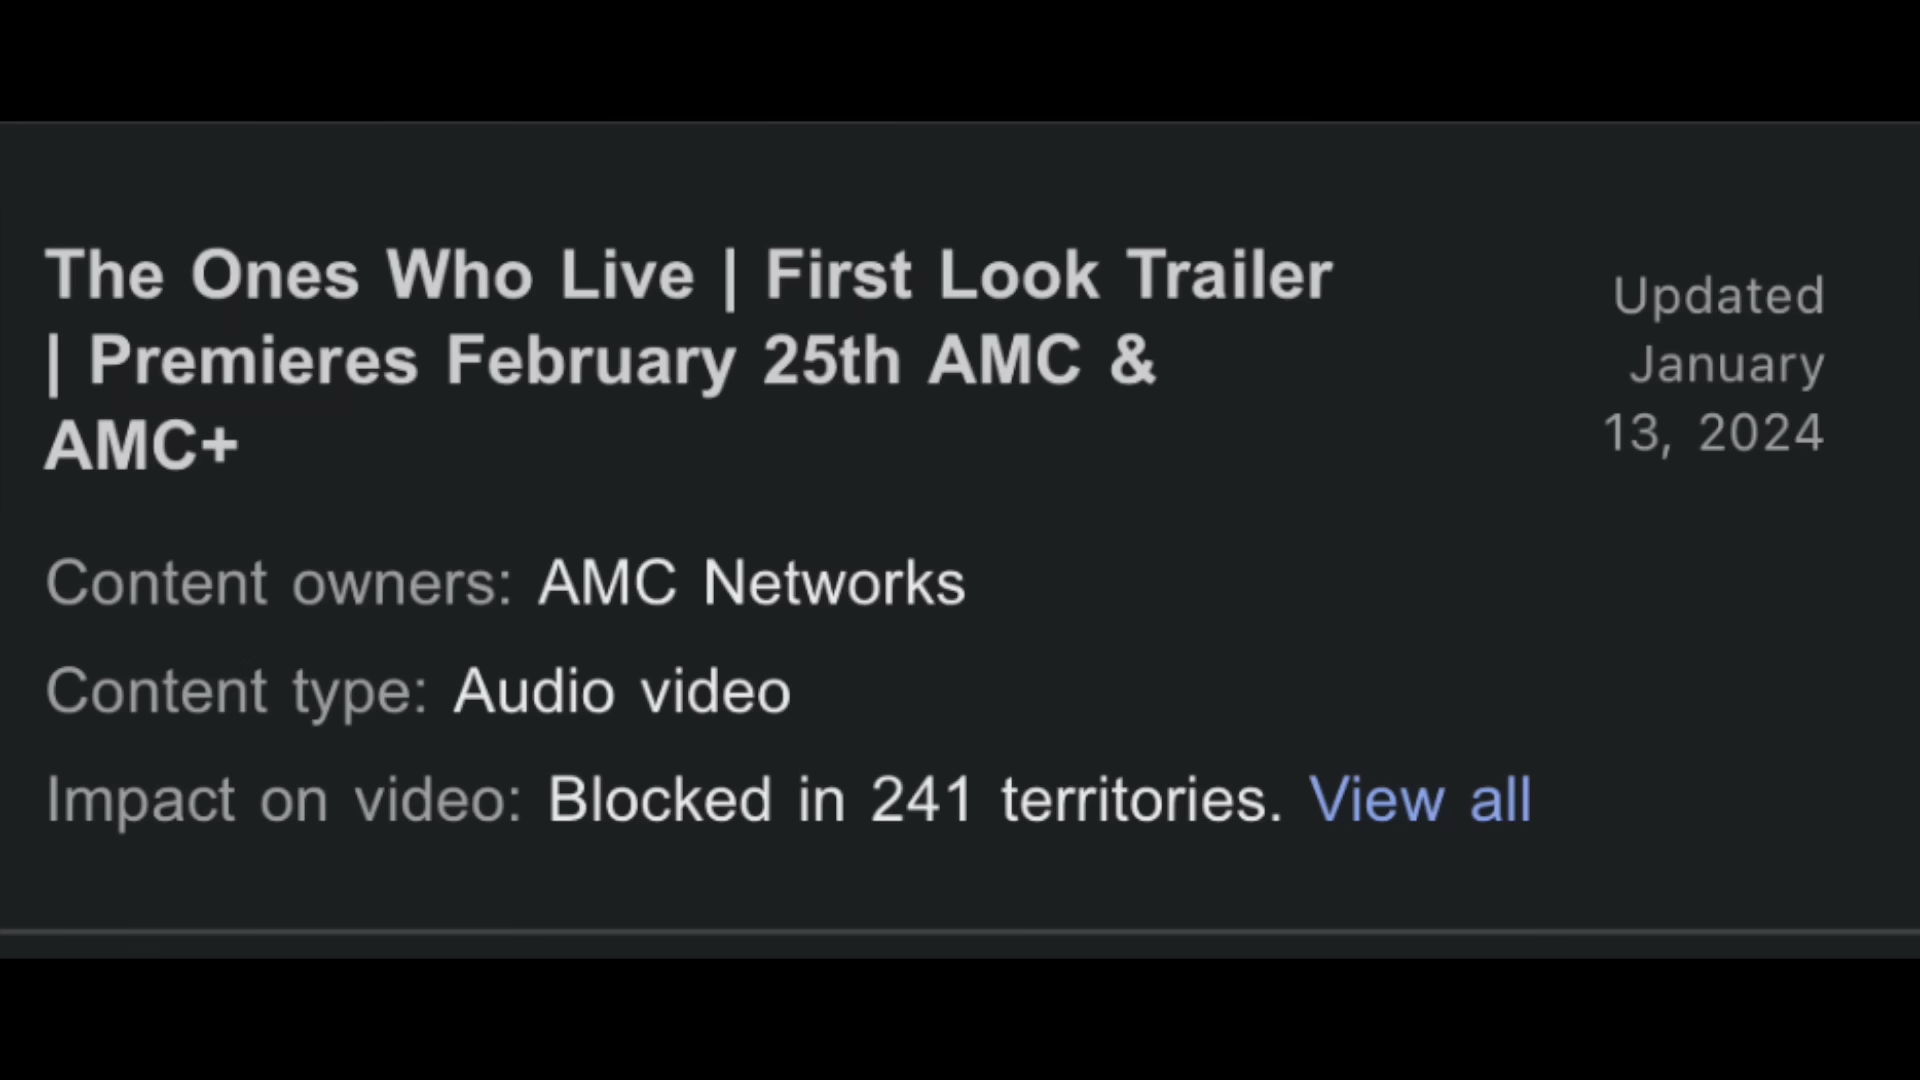 The Ones Who Live | First Look Trailer
| Premieres February 25th AMC &
AMC+
Updated
January
13, 2024
Content owners: AMC Networks
Content type: Audio video
Impact on video: Blocked in 241 territories. View all